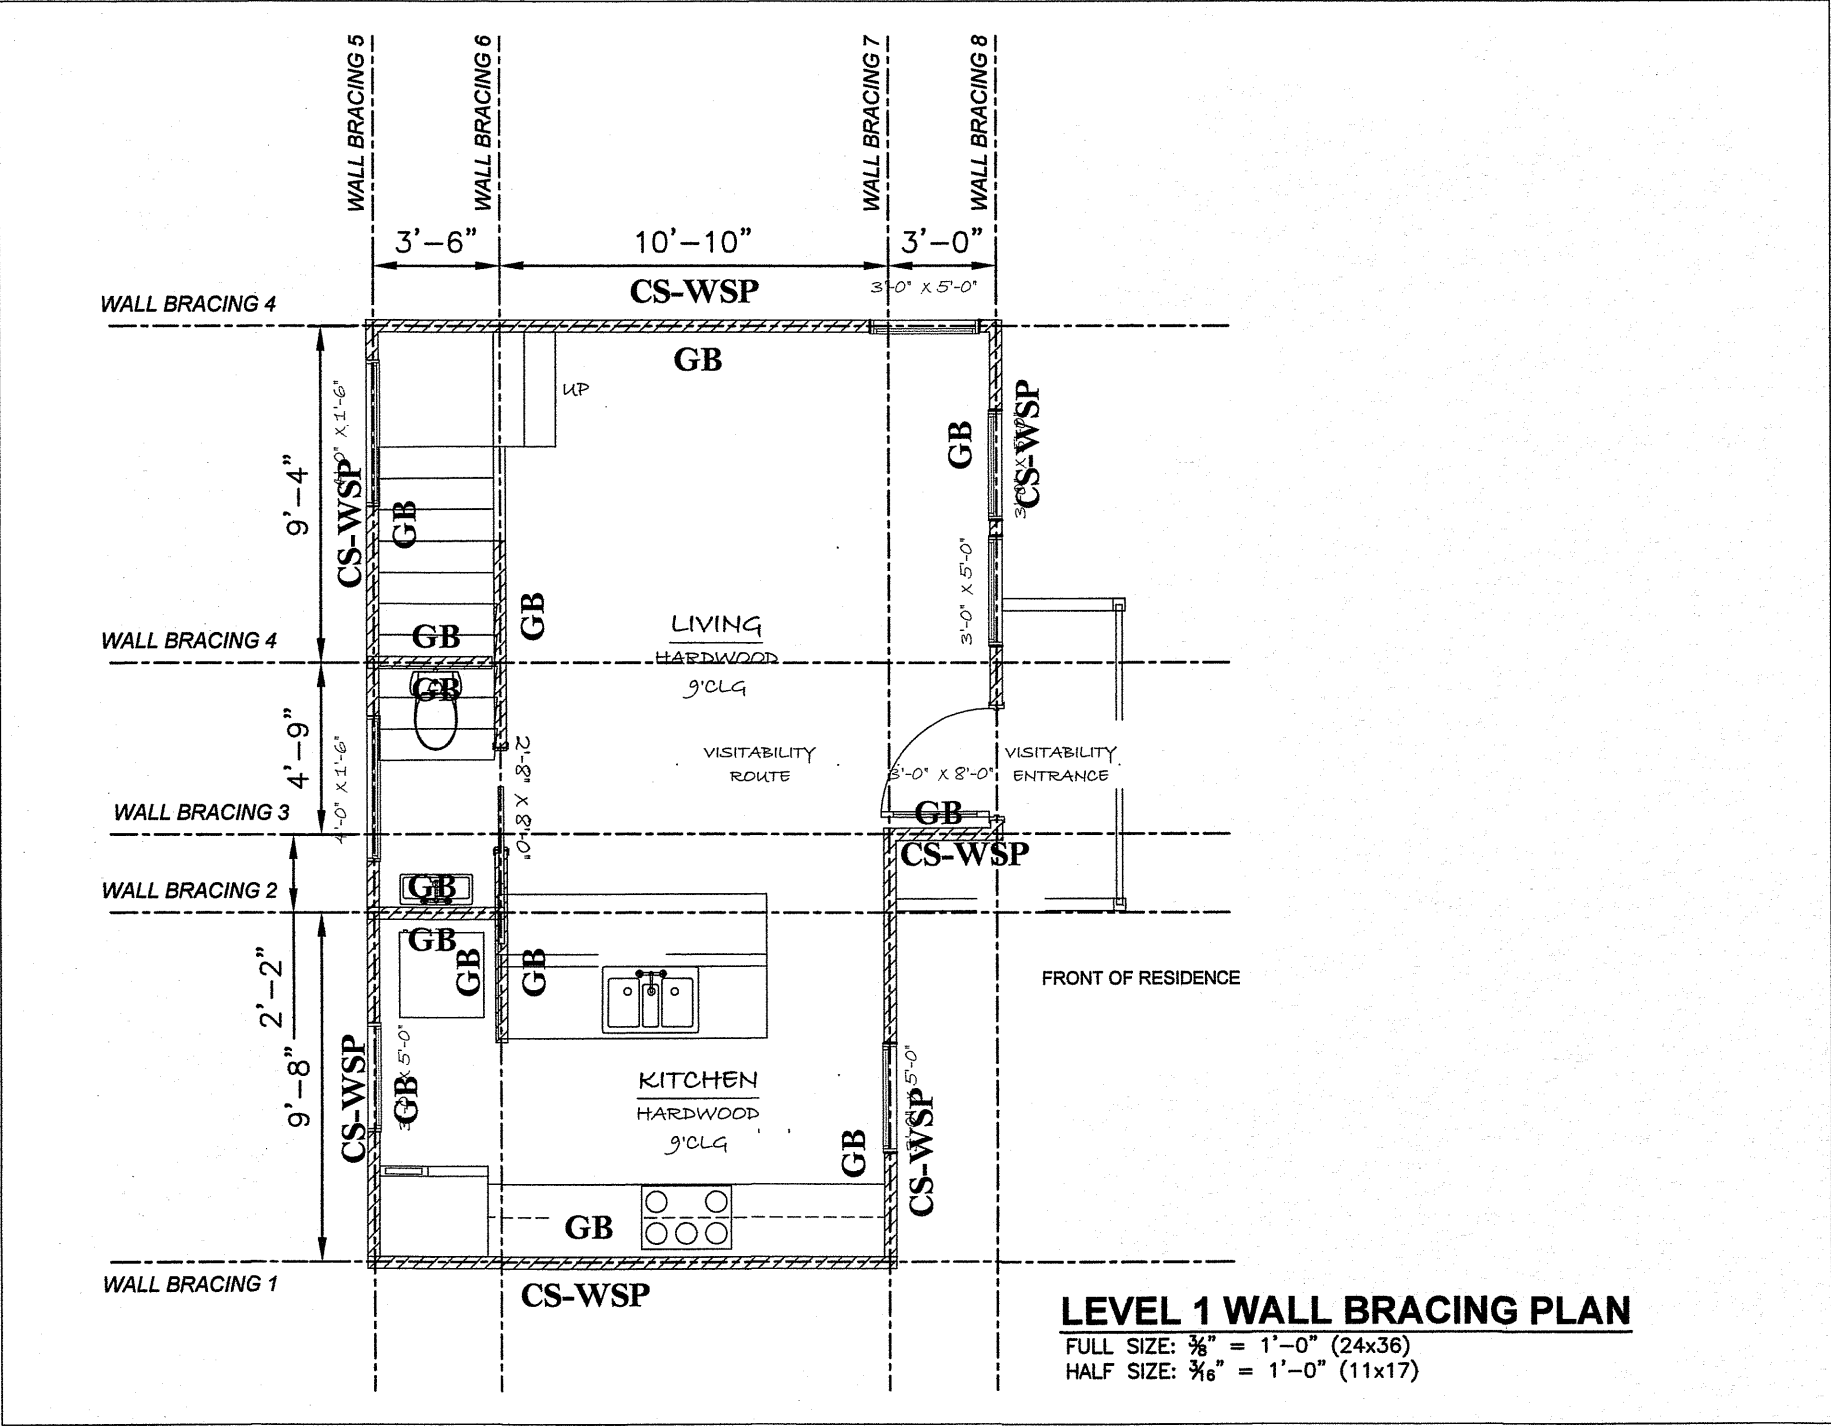 WALL BRACING 5
WALL BRACING 6
WALL BRACING 7
WALL BRACING 8
3'-6"
10'-10"
3'-0"
CS-WSP
3'-0" X 5'-0"
WALL BRACING 4
GB
UP
X 1'-6"
CS-WSP
9'-4"
GB
GB
CS-WSP
3'-0" X 5'-0"
GB
LIVING
HARDWOOD
9'CLG
WALL BRACING 4
GB
GB
4'-9"
4'-0" X 1'-6"
2'-8" X 8'-0"
VISITABILITY
ROUTE
VISITABILITY
ENTRANCE
3'-0" X 8'-0"
WALL BRACING 3
GB
CS-WSP
WALL BRACING 2
GB
GB
GB
GB
2'-2"
FRONT OF RESIDENCE
9'-8"
CS-WSP
5'-0"
GB
KITCHEN
HARDWOOD
9'CLG
GB
5'-0"
CS-WSP
GB
WALL BRACING 1
CS-WSP
LEVEL 1 WALL BRACING PLAN
FULL SIZE: 3/8" = 1'-0" (24x36)
HALF SIZE: 3/16" = 1'-0" (11x17)